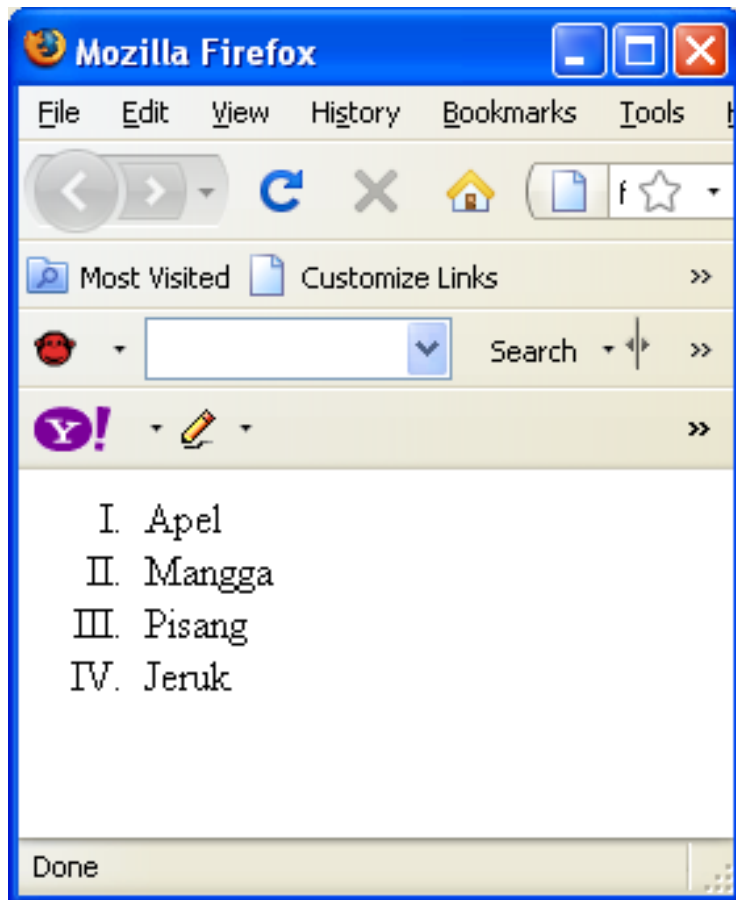 Mozilla Firefox
File Edit View History Bookmarks Tools
f
Most Visited Customize Links »
Search »
Y! »
I. Apel
II. Mangga
III. Pisang
IV. Jeruk
Done